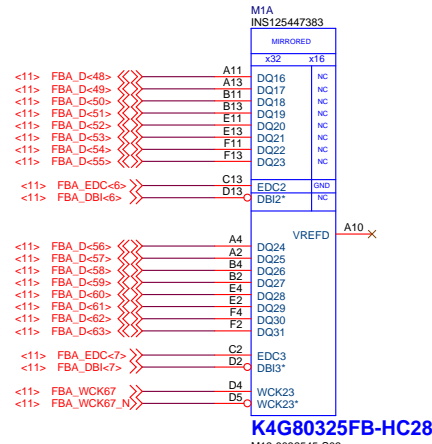 M1A
INS125447383
MIRRORED
x32 x16
<11> FBA_D<48> A11 DQ16 NC
<11> FBA_D<49> A13 DQ17 NC
<11> FBA_D<50> B11 DQ18 NC
<11> FBA_D<51> B13 DQ19 NC
<11> FBA_D<52> E11 DQ20 NC
<11> FBA_D<53> E13 DQ21 NC
<11> FBA_D<54> F11 DQ22 NC
<11> FBA_D<55> F13 DQ23 NC
<11> FBA_EDC<6> C13 EDC2 GND
<11> FBA_DBI<6> D13 DBI2* NC
VREFD A10
<11> FBA_D<56> A4 DQ24
<11> FBA_D<57> A2 DQ25
<11> FBA_D<58> B4 DQ26
<11> FBA_D<59> B2 DQ27
<11> FBA_D<60> E4 DQ28
<11> FBA_D<61> E2 DQ29
<11> FBA_D<62> F4 DQ30
<11> FBA_D<63> F2 DQ31
<11> FBA_EDC<7> C2 EDC3
<11> FBA_DBI<7> D2 DBI3*
<11> FBA_WCK67 D4 WCK23
<11> FBA_WCK67_N D5 WCK23*
K4G80325FB-HC28